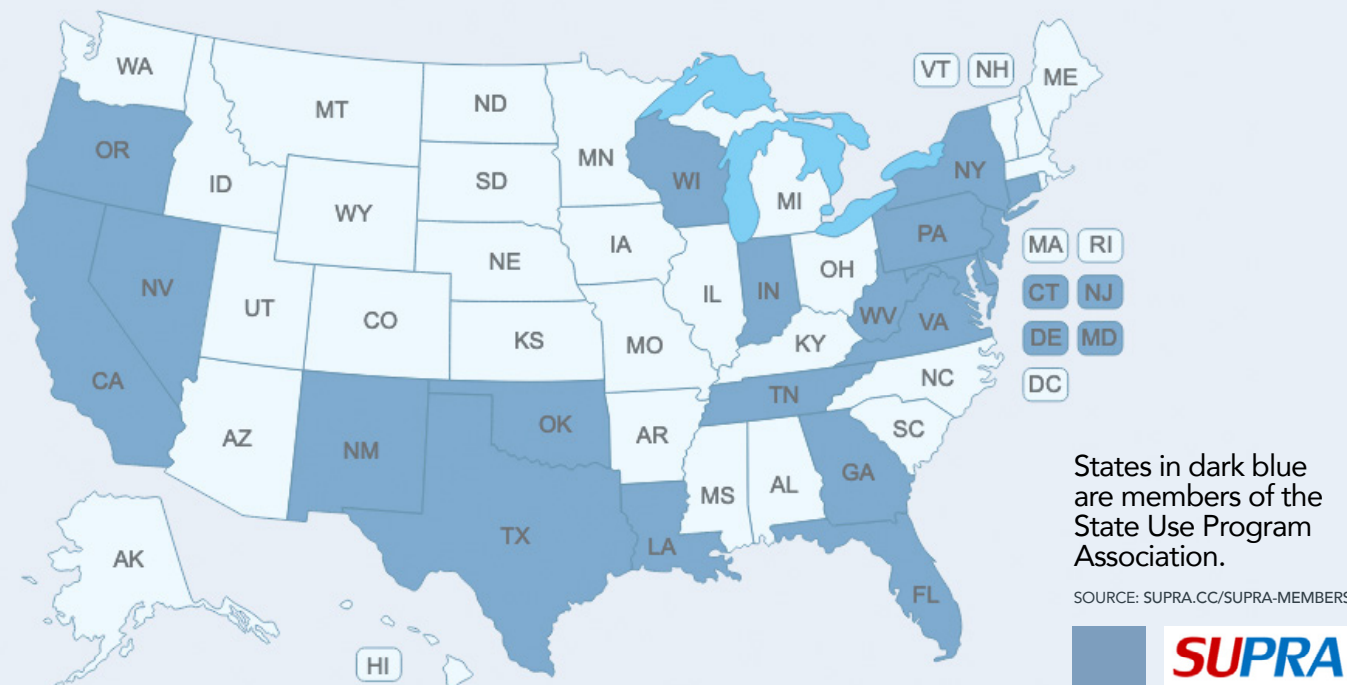 WA
MT
ND
MN
VT NH
ME
OR
ID
SD
WI
MI
NY
WY
IA
PA
MA RI
NE
OH
NV
UT
CO
IL
IN
CT NJ
WV
VA
KS
MO
KY
DE MD
CA
TN
NC
DC
OK
AR
SC
AZ
NM
GA
MS
AL
States in dark blue
are members of the
State Use Program
Association.
TX
LA
AK
FL
SOURCE: SUPRA.CC/SUPRA-MEMBERS
HI
SUPRA